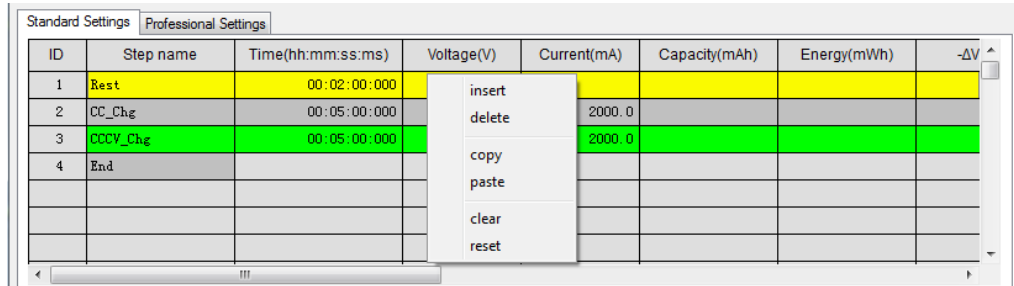 Standard Settings Professional Settings
ID Step name Time(hh:mm:ss:ms) Voltage(V) Current(mA) Capacity(mAh) Energy(mWh) -ΔV
1 Rest 00:02:00:000
insert
2 CC_Chg 00:05:00:000 2000.0
delete
3 CCCV_Chg 00:05:00:000 2000.0
copy
4 End
paste
clear
reset